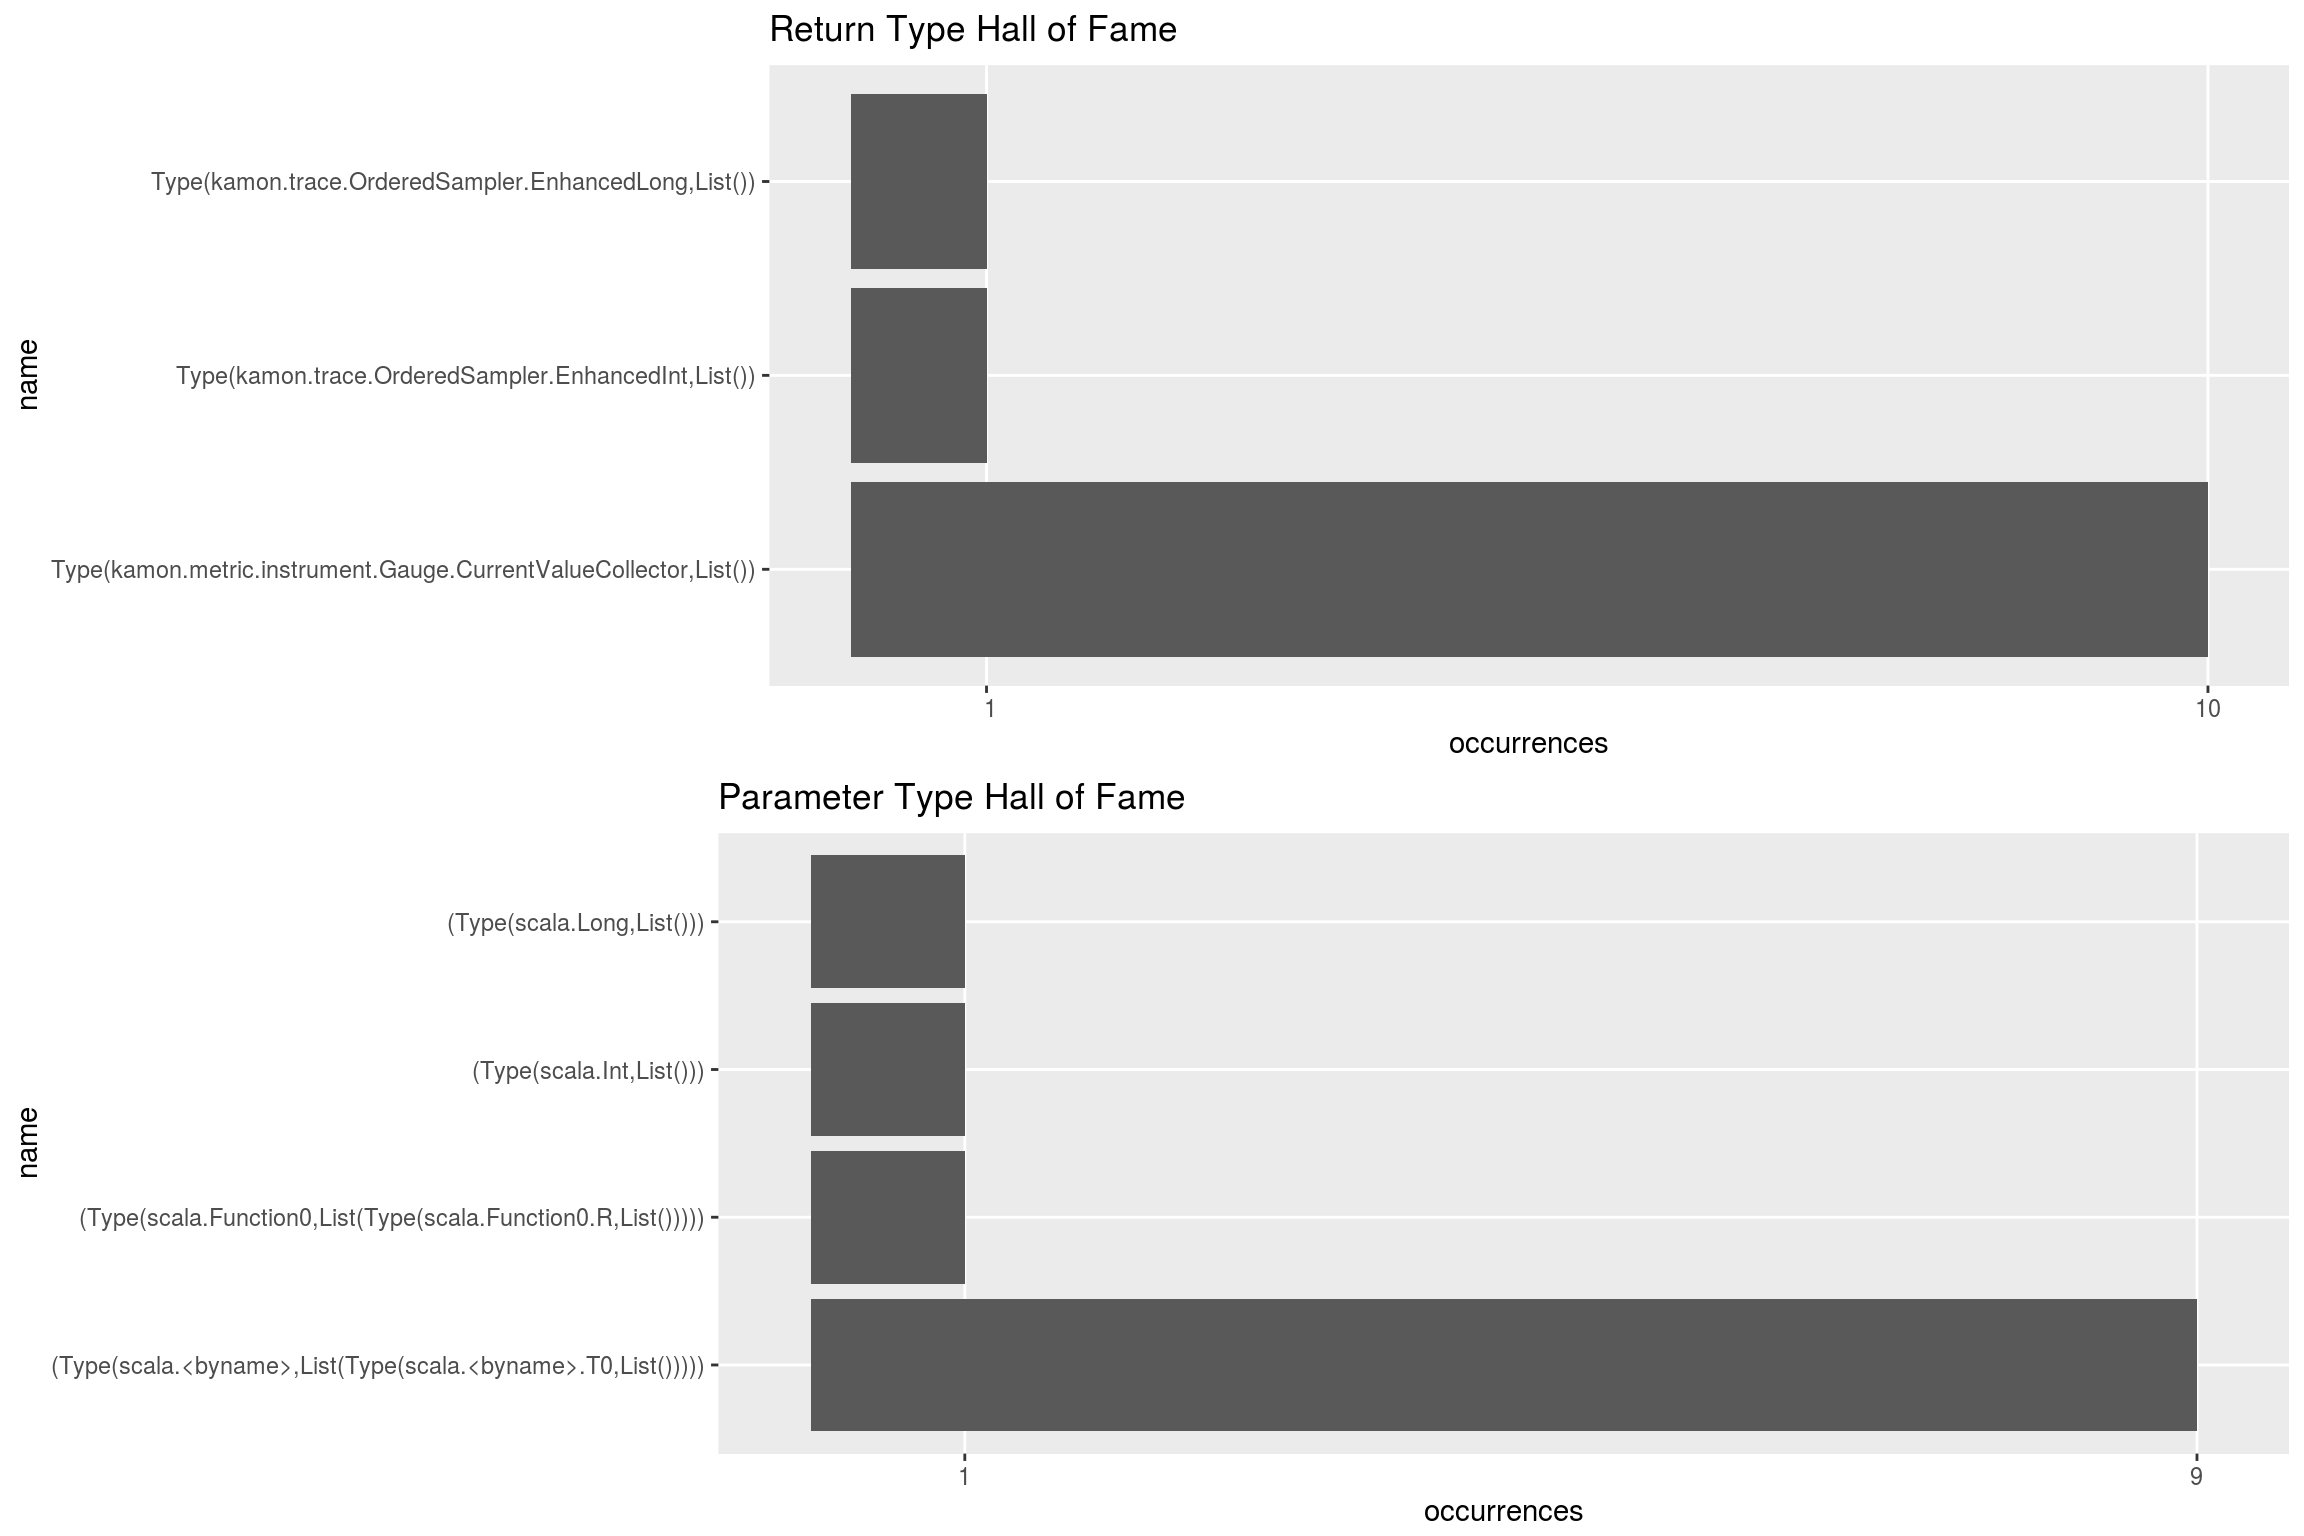 Return Type Hall of Fame
name
Type(kamon.trace.OrderedSampler.EnhancedLong,List())
Type(kamon.trace.OrderedSampler.EnhancedInt,List())
Type(kamon.metric.instrument.Gauge.CurrentValueCollector,List())
1 10
occurrences
Parameter Type Hall of Fame
name
(Type(scala.Long,List()))
(Type(scala.Int,List()))
(Type(scala.Function0,List(Type(scala.Function0.R,List()))))
(Type(scala.<byname>,List(Type(scala.<byname>.T0,List()))))
1 9
occurrences